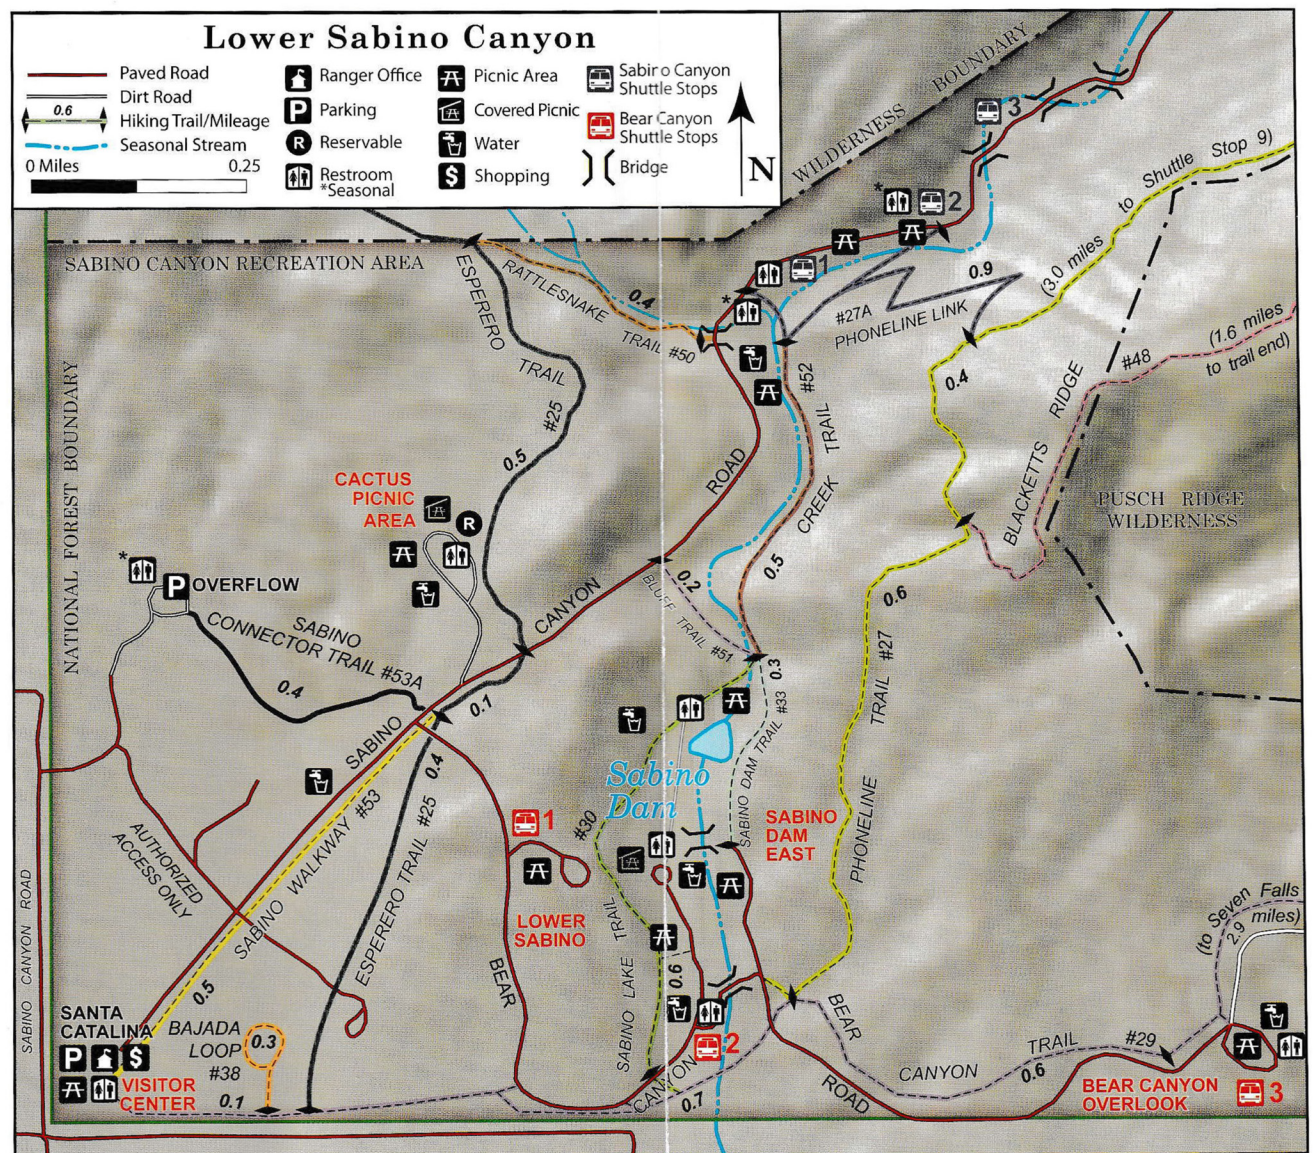 Lower Sabino Canyon
Paved Road
Dirt Road
0.6
Hiking Trail/Mileage
Seasonal Stream
0 Miles
0.25
Ranger Office
P
Parking
R
Reservable
Restroom
*Seasonal
Picnic Area
Covered Picnic
Water
$
Shopping
Sabino Canyon
Shuttle Stops
Bear Canyon
Shuttle Stops
Bridge
N
WILDERNESS BOUNDARY
3
to Shuttle Stop 9)
(3.0 miles
*
2
1
*
SABINO CANYON RECREATION AREA
ESPERERO
TRAIL
#25
0.5
RATTLESNAKE
0.4
TRAIL #50
0.9
#27A
PHONELINE LINK
#52
TRAIL
CREEK
0.5
0.4
BLACKETTS RIDGE
#48
(1.6 miles
to trail end)
PUSCH RIDGE
WILDERNESS
NATIONAL FOREST BOUNDARY
CACTUS
PICNIC
AREA
R
*
P
OVERFLOW
SABINO
CONNECTOR TRAIL #53A
0.4
SABINO
CANYON
ROAD
0.1
0.2
BLUFF TRAIL #51
0.3
SABINO DAM TRAIL #33
0.6
PHONELINE TRAIL #27
Sabino
Dam
SABINO
DAM
EAST
#30
SABINO LAKE TRAIL
0.6
1
LOWER
SABINO
BEAR
CANYON
ROAD
0.4
ESPERERO TRAIL #25
SABINO WALKWAY #53
0.5
AUTHORIZED
ACCESS ONLY
SABINO CANYON ROAD
SANTA
CATALINA
P
$
VISITOR
CENTER
BAJADA
LOOP
#38
0.3
0.1
2
0.7
BEAR
CANYON
TRAIL
#29
0.6
(to Seven Falls
2.9 miles)
BEAR CANYON
OVERLOOK
3